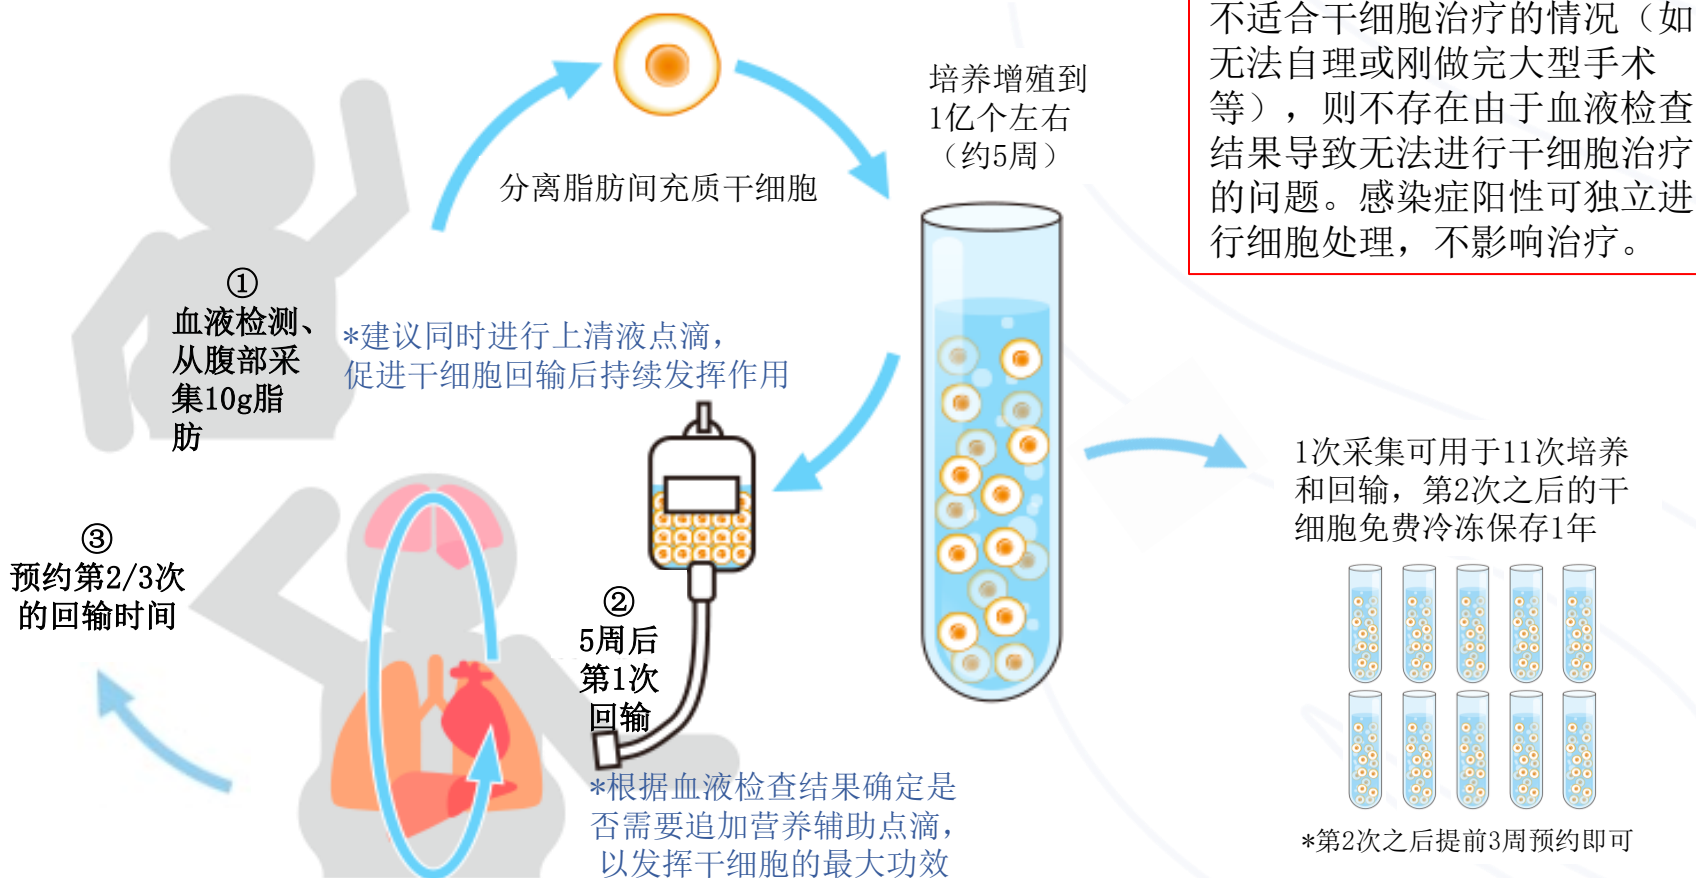 不适合干细胞治疗的情况（如
无法自理或刚做完大型手术
等），则不存在由于血液检查
结果导致无法进行干细胞治疗
的问题。感染症阳性可独立进
行细胞处理，不影响治疗。
培养增殖到
1亿个左右
（约5周）
分离脂肪间充质干细胞
①
血液检测、
从腹部采
集10g脂
肪
*建议同时进行上清液点滴，
促进干细胞回输后持续发挥作用
1次采集可用于11次培养
和回输，第2次之后的干
细胞免费冷冻保存1年
③
预约第2/3次
的回输时间
②
5周后
第1次
回输
*根据血液检查结果确定是
否需要追加营养辅助点滴，
以发挥干细胞的最大功效
*第2次之后提前3周预约即可